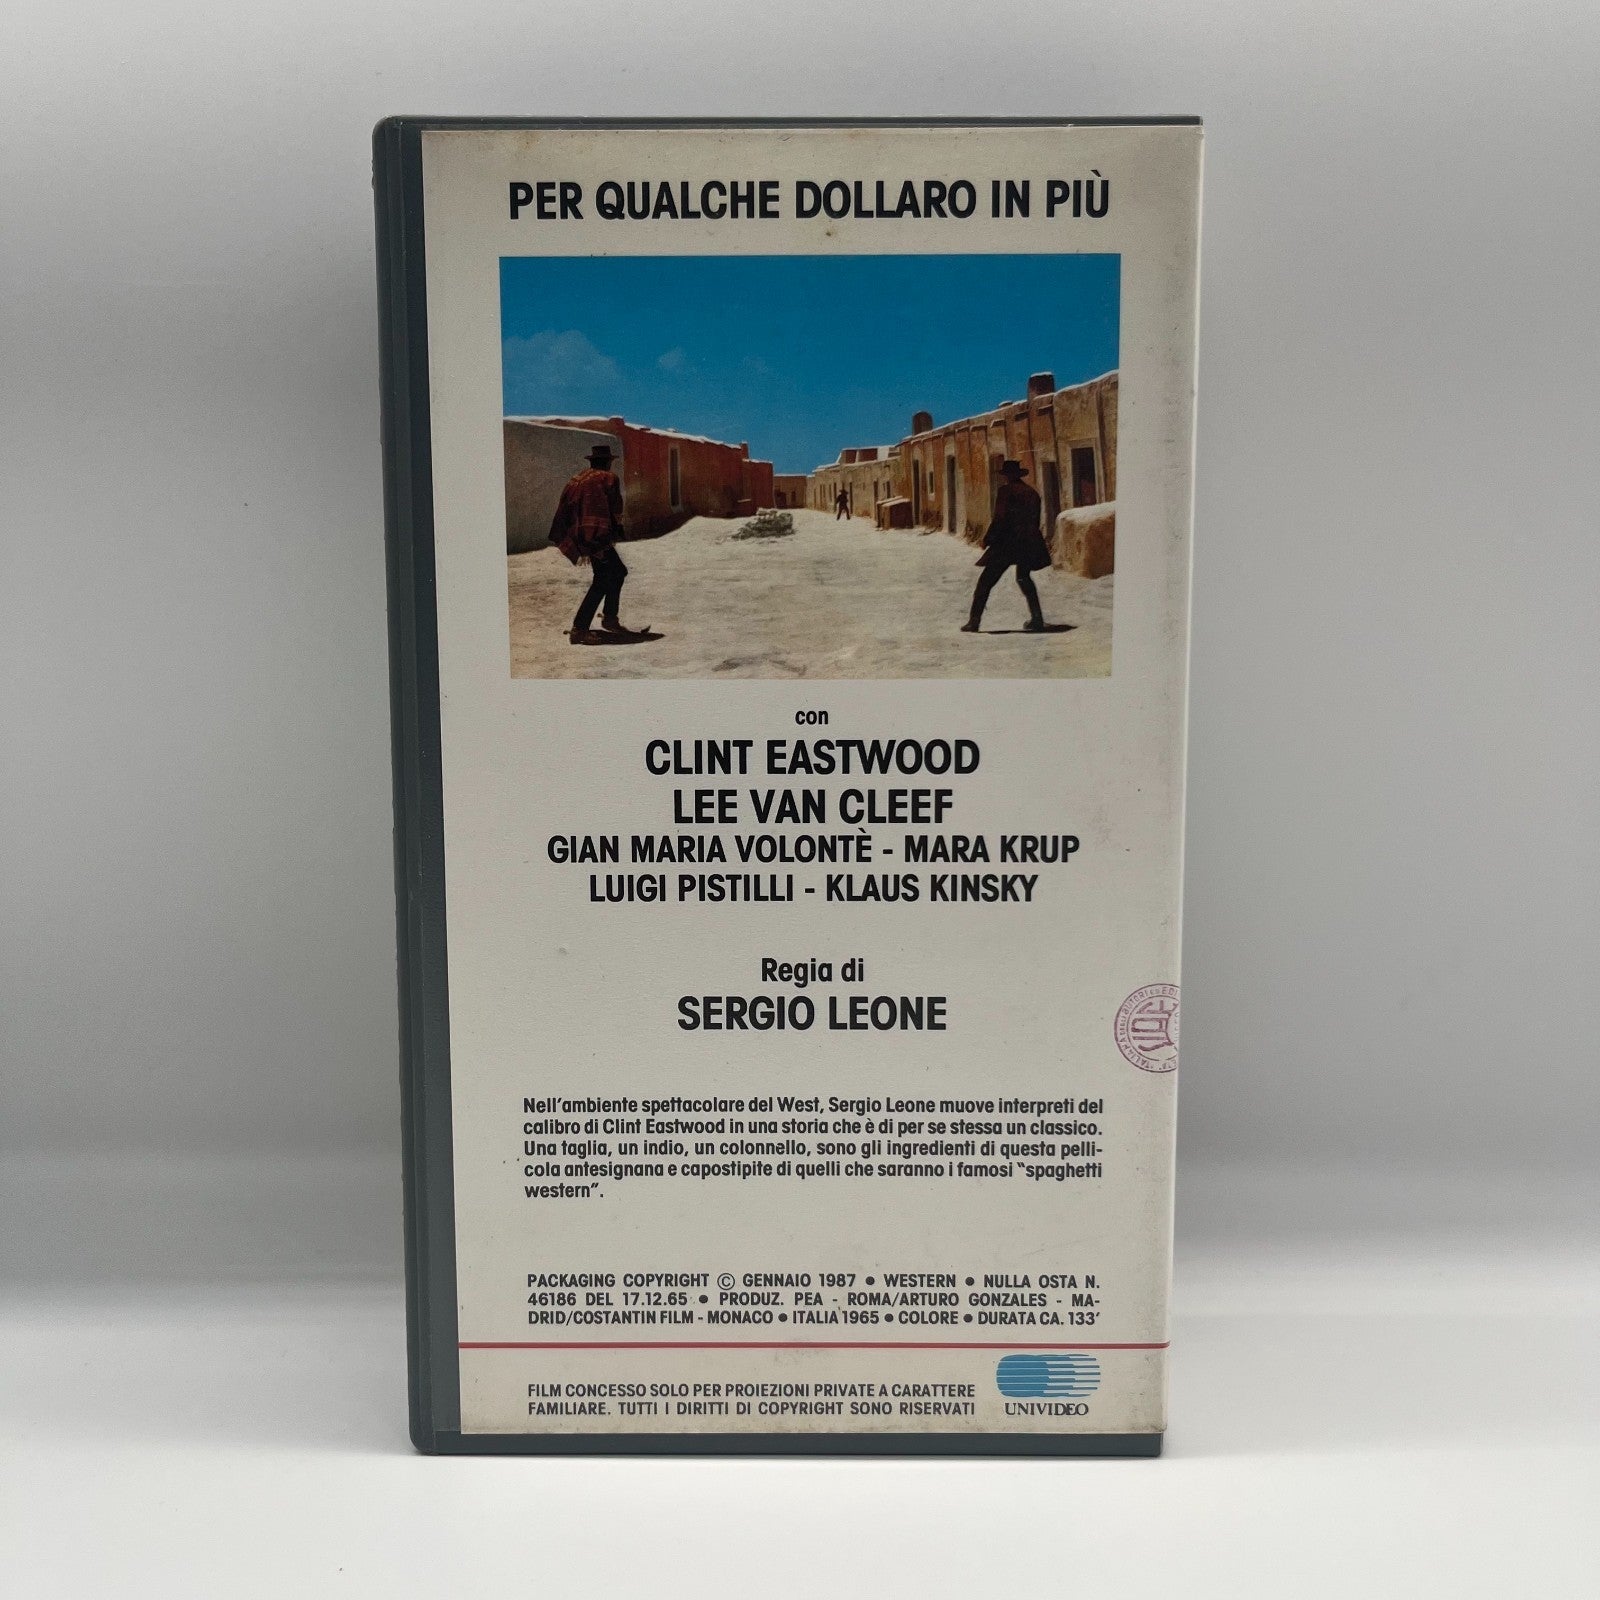 PER QUALCHE DOLLARO IN PIÙ
con
CLINT EASTWOOD
LEE VAN CLEEF
GIAN MARIA VOLONTÈ - MARA KRUP
LUIGI PISTILLI - KLAUS KINSKY
Regia di
SERGIO LEONE
Nell'ambiente spettacolare del West, Sergio Leone muove interpreti del
calibro di Clint Eastwood in una storia che è di per se stessa un classico.
Una taglia, un indio, un colonnello, sono gli ingredienti di questa pelli-
cola antesignana e capostipite di quelli che saranno i famosi "spaghetti
western".
PACKAGING COPYRIGHT © GENNAIO 1987 • WESTERN • NULLA OSTA N.
46186 DEL 17.12.65 • PRODUZ. PEA - ROMA/ARTURO GONZALES - MA-
DRID/COSTANTIN FILM - MONACO • ITALIA 1965 • COLORE • DURATA CA. 133'
FILM CONCESSO SOLO PER PROIEZIONI PRIVATE A CARATTERE
FAMILIARE. TUTTI I DIRITTI DI COPYRIGHT SONO RISERVATI
UNIVIDEO